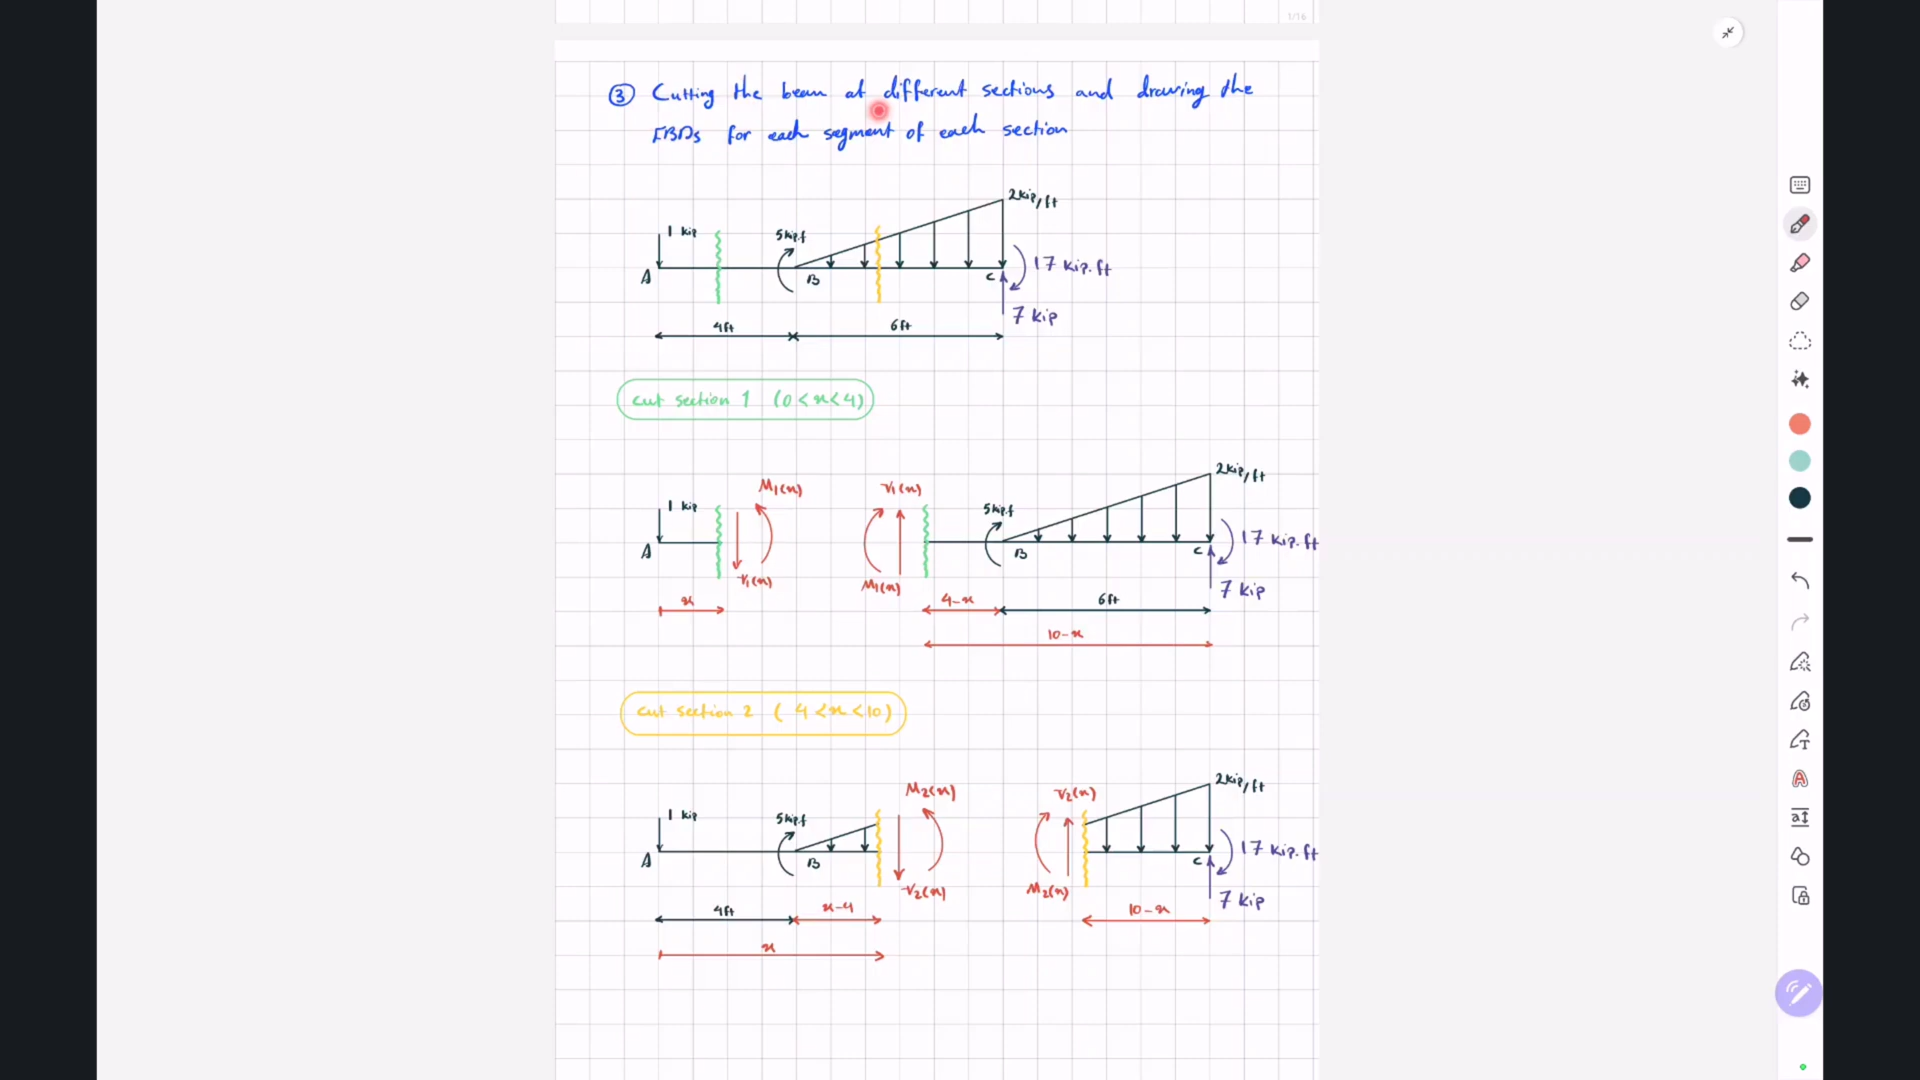 1/16
③ Cutting the beam at different sections and drawing the
FBDs for each segment of each section
2kip/ft
1 kip
5kip.f
A
B
C
17 kip.ft
7 kip
4ft
6ft
cut section 1 (0<x<4)
M₁(x)
V₁(x)
2kip/ft
1 kip
5kip.f
A
B
C
17 kip.ft
V₁(x)
M₁(x)
7 kip
x
4-x
6ft
10-x
cut section 2 (4<x<10)
M₂(x)
V₂(x)
2kip/ft
1 kip
5kip.f
A
B
C
17 kip.ft
V₂(x)
M₂(x)
7 kip
4ft
x-4
10-x
x